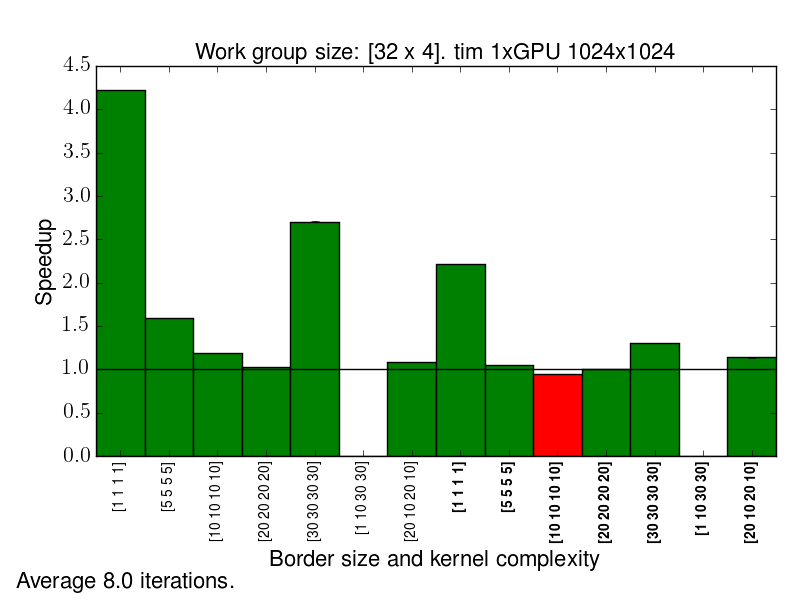 Work group size: [32 x 4]. tim 1xGPU 1024x1024
4.5
4.0
3.5
3.0
2.5
2.0
1.5
1.0
0.5
0.0
Speedup
[1 1 1 1]
[5 5 5 5]
[10 10 10 10]
[20 20 20 20]
[30 30 30 30]
[1 10 30 30]
[20 10 20 10]
[1 1 1 1]
[5 5 5 5]
[10 10 10 10]
[20 20 20 20]
[30 30 30 30]
[1 10 30 30]
[20 10 20 10]
Border size and kernel complexity
Average 8.0 iterations.